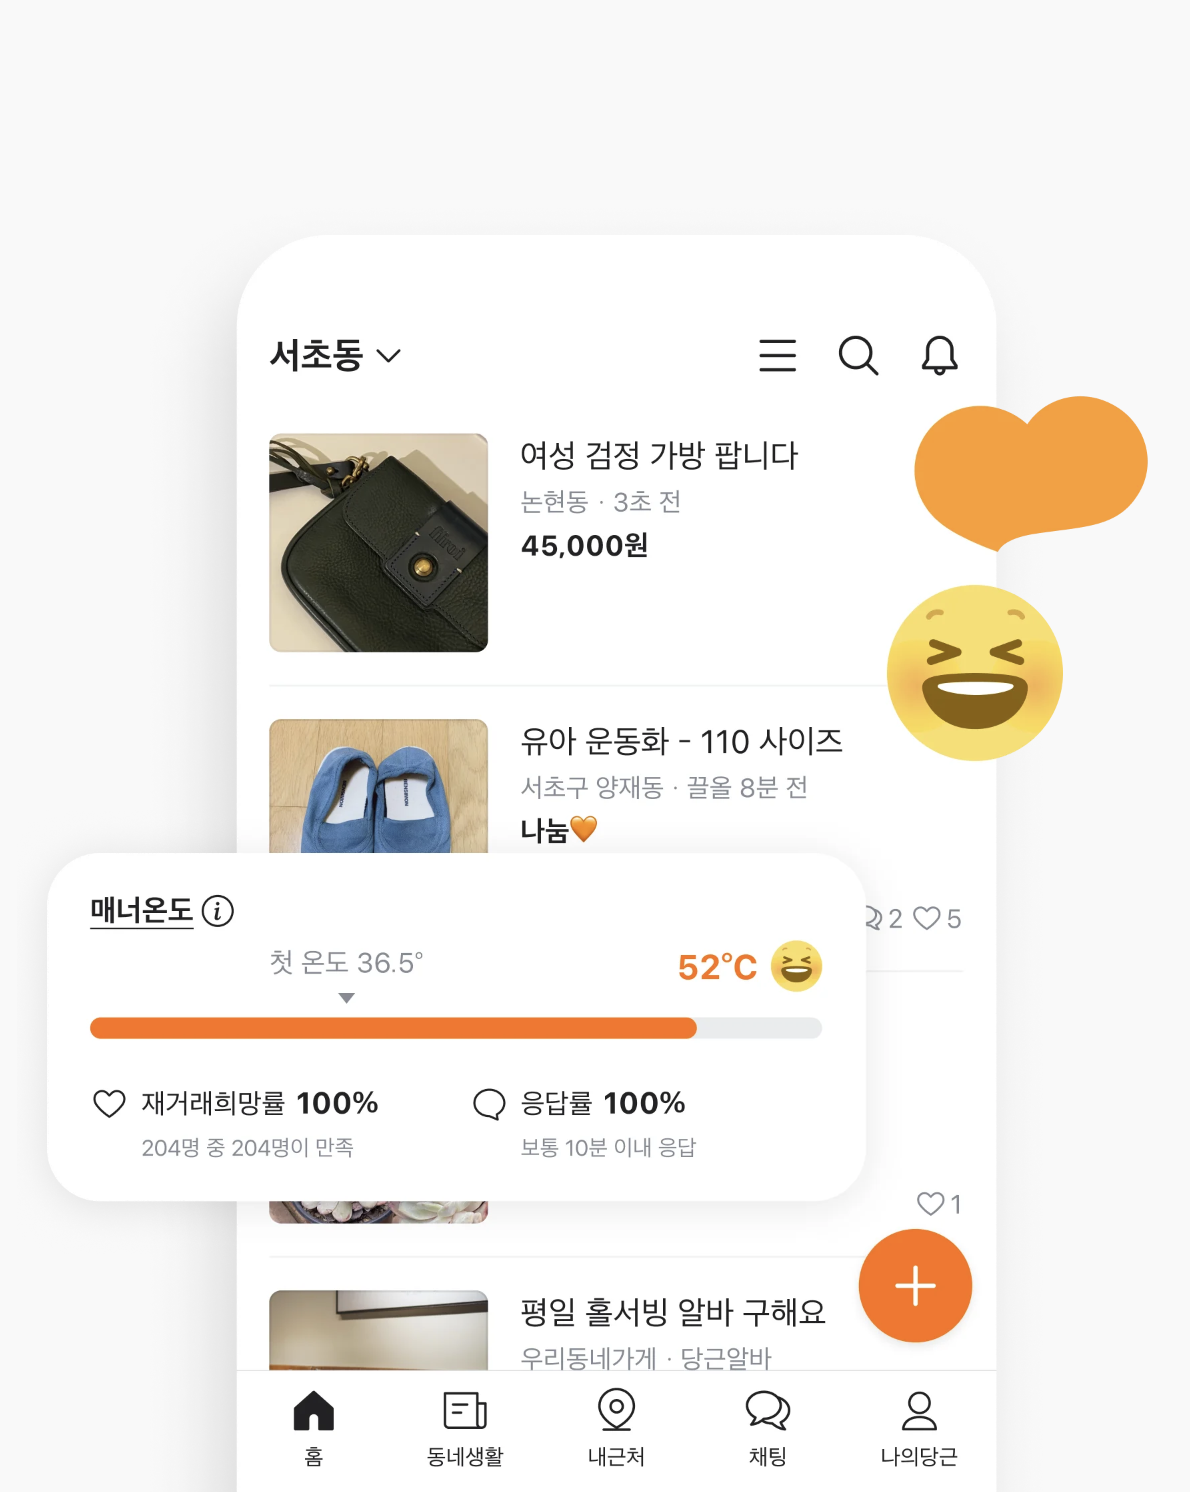 서초동
여성 검정 가방 팝니다
논현동 · 3초 전
45,000원
유아 운동화 - 110 사이즈
서초구 양재동 · 끌올 8분 전
나눔🧡
2 5
매너온도 i
첫 온도 36.5°
52°C
재거래희망률 100%
204명 중 204명이 만족
응답률 100%
보통 10분 이내 응답
1
평일 홀서빙 알바 구해요
우리동네가게 · 당근알바
홈
동네생활
내근처
채팅
나의당근